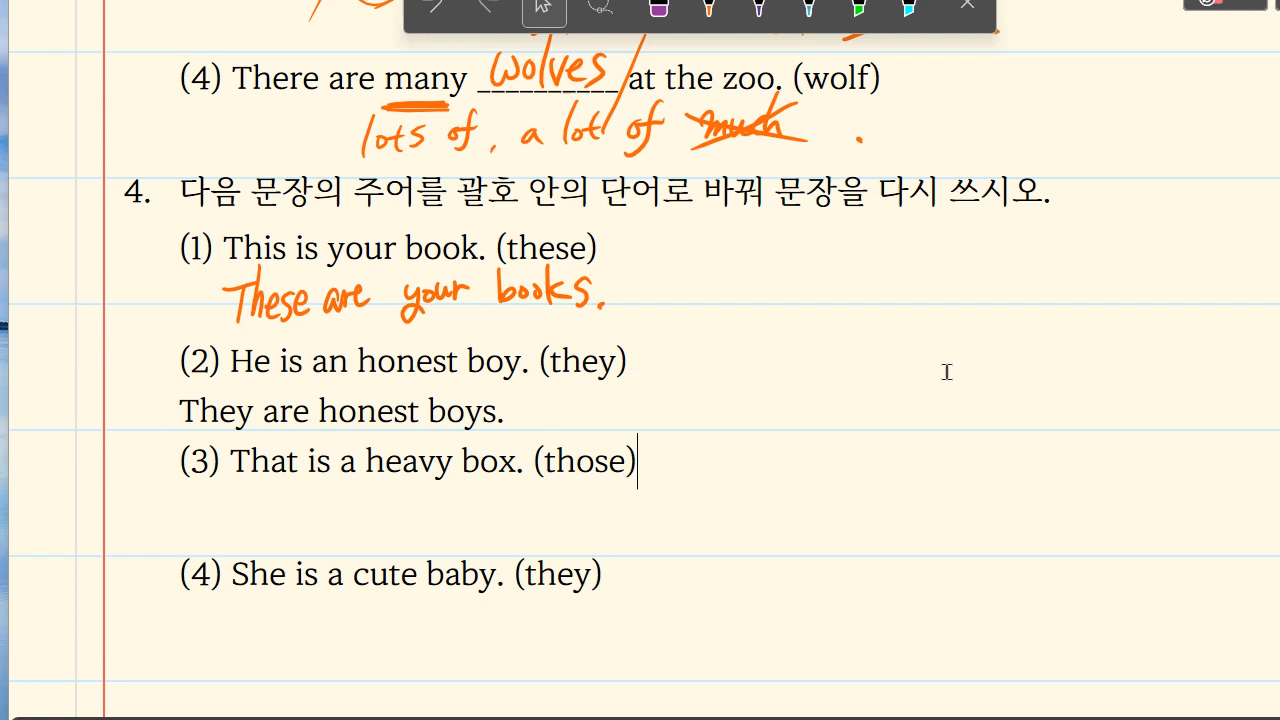 (4) There are many wolves at the zoo. (wolf)
lots of, a lot of much .
4. 다음 문장의 주어를 괄호 안의 단어로 바꿔 문장을 다시 쓰시오.
(1) This is your book. (these)
These are your books.
(2) He is an honest boy. (they)
They are honest boys.
(3) That is a heavy box. (those)
(4) She is a cute baby. (they)